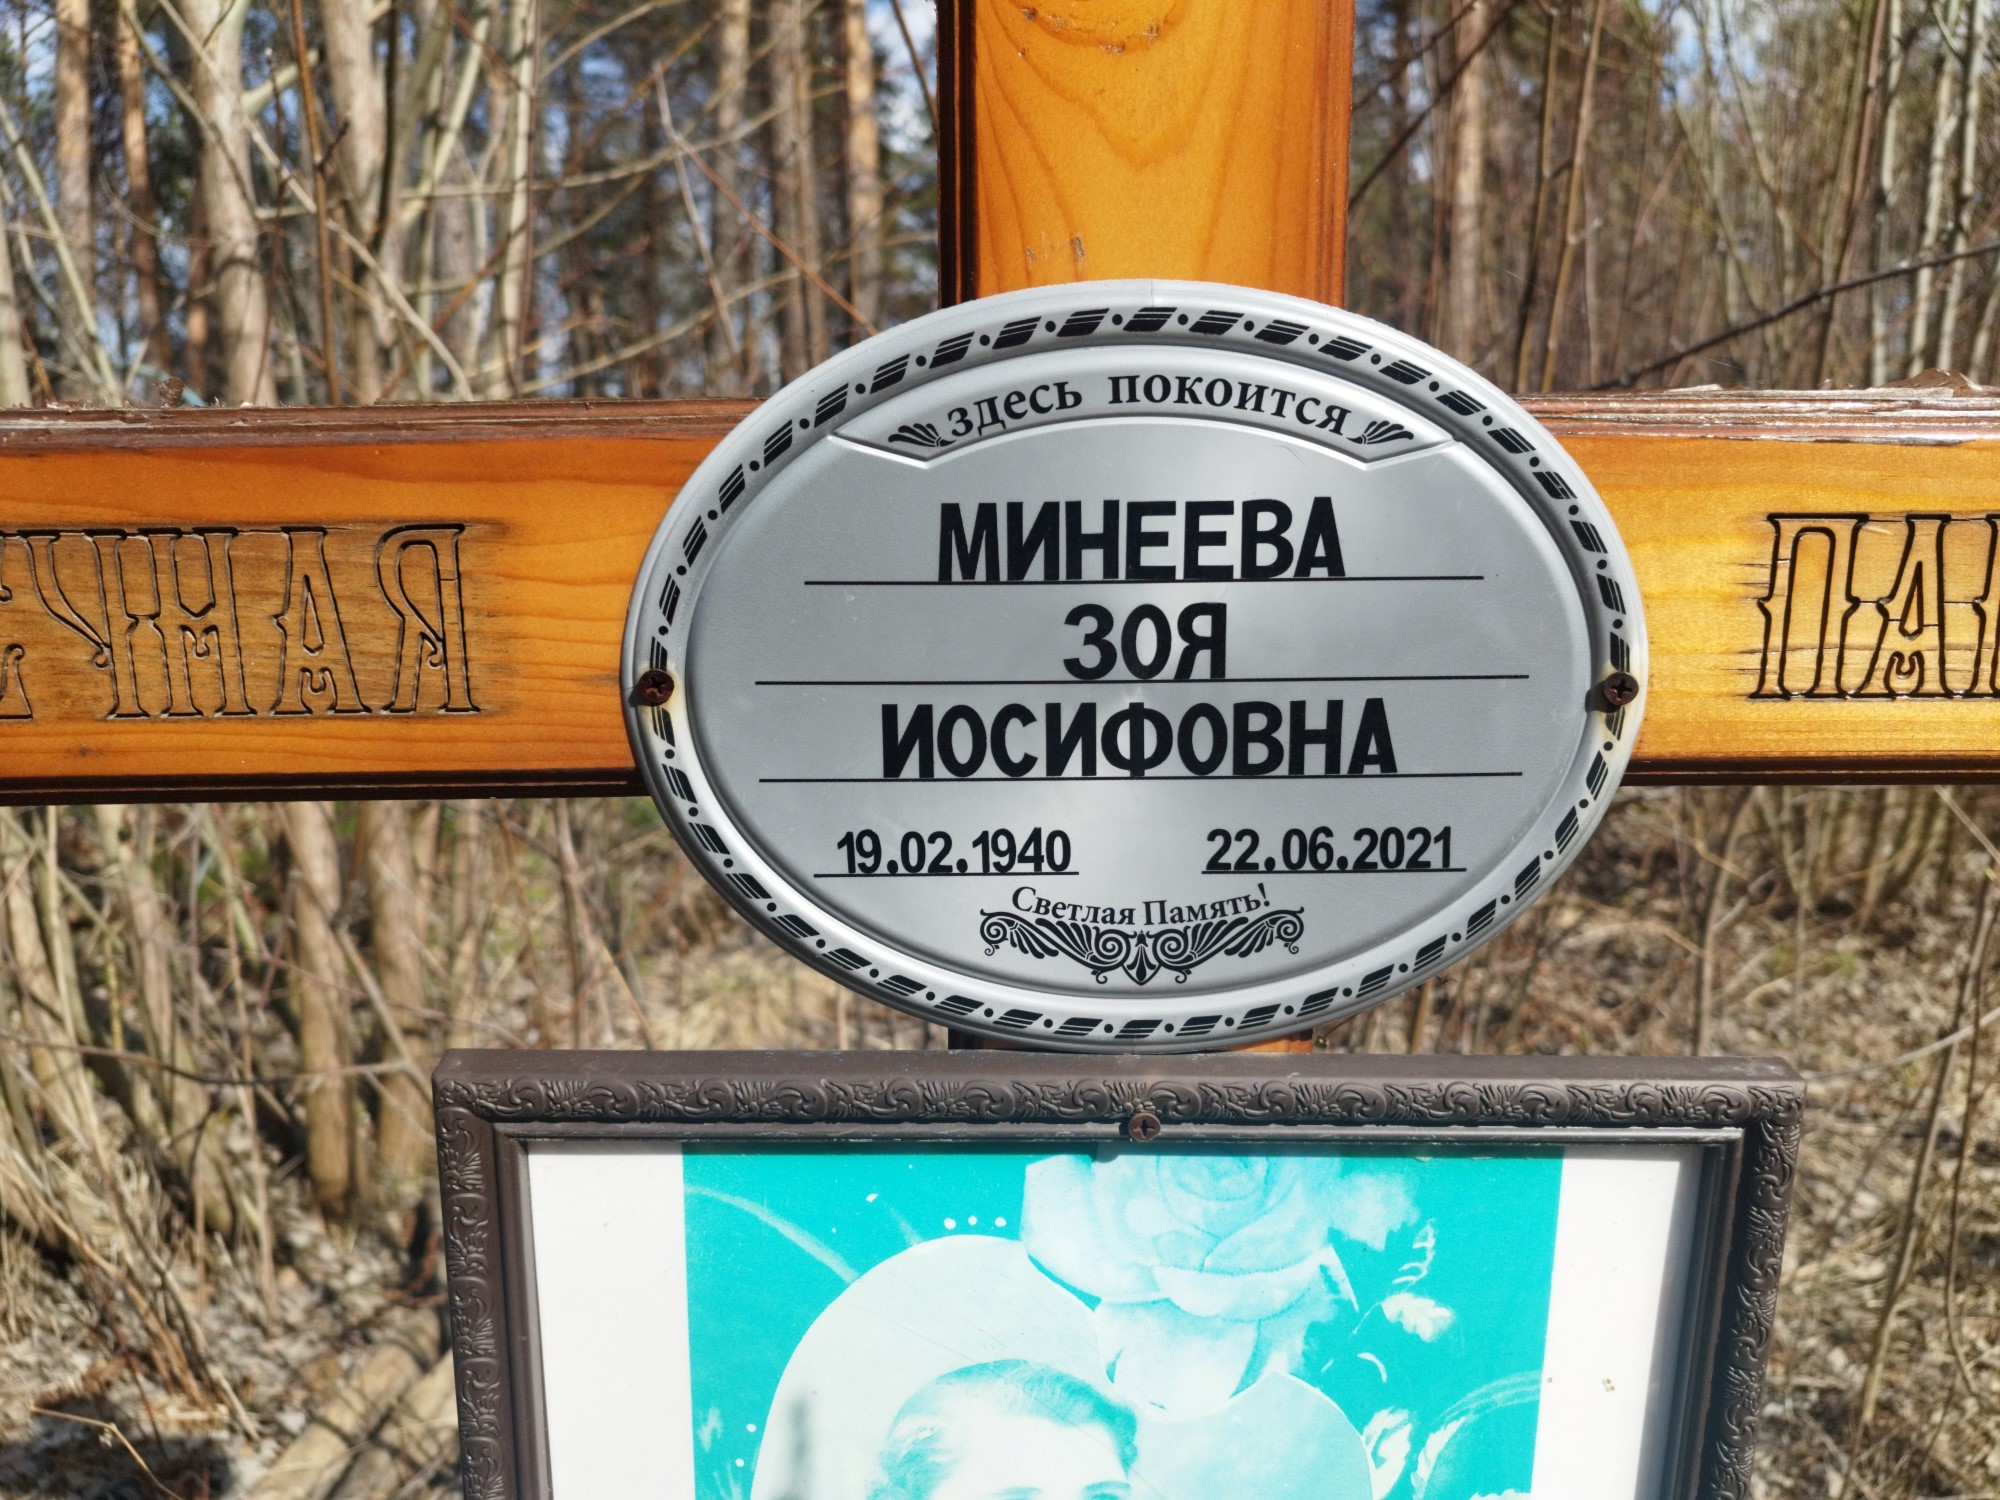 здесь покоится
МИНЕЕВА
ЗОЯ
ИОСИФОВНА
19.02.1940 22.06.2021
Светлая Память!